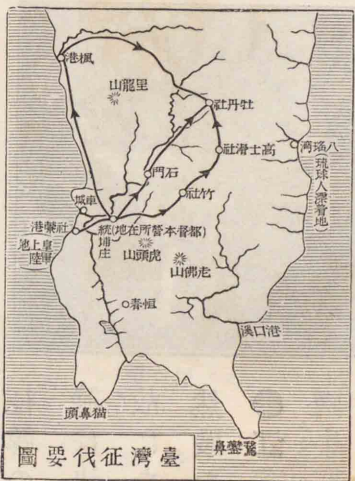 楓港
里龍山
牡丹社
高士滑社
八瑤湾
(琉球人漂着地)
石門
竹社
車城
社寮港
(皇軍上陸地)
統埔庄
(都督本營所在地)
虎頭山
走佛山
恒春
港口溪
猫鼻頭
鵞鑾鼻
臺灣征伐要圖